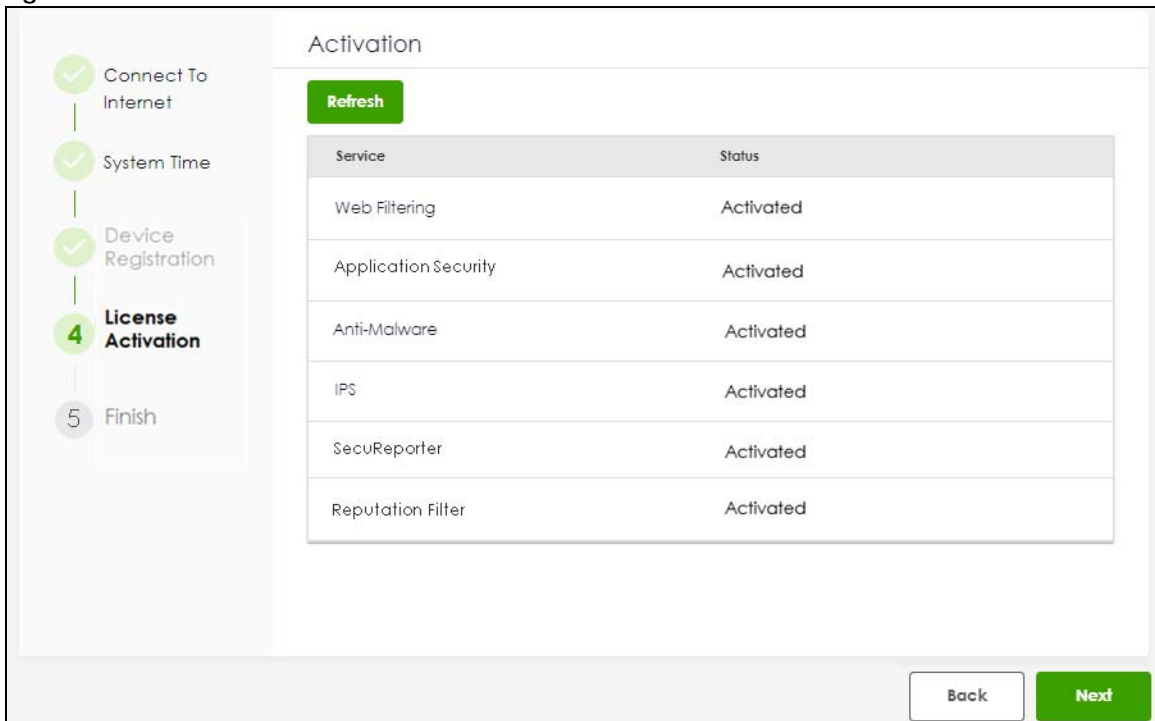 Connect To
Internet
System Time
Device
Registration
4
License
Activation
5 Finish
Activation
Refresh
Service Status
Web Filtering Activated
Application Security Activated
Anti-Malware Activated
IPS Activated
SecuReporter Activated
Reputation Filter Activated
Back Next